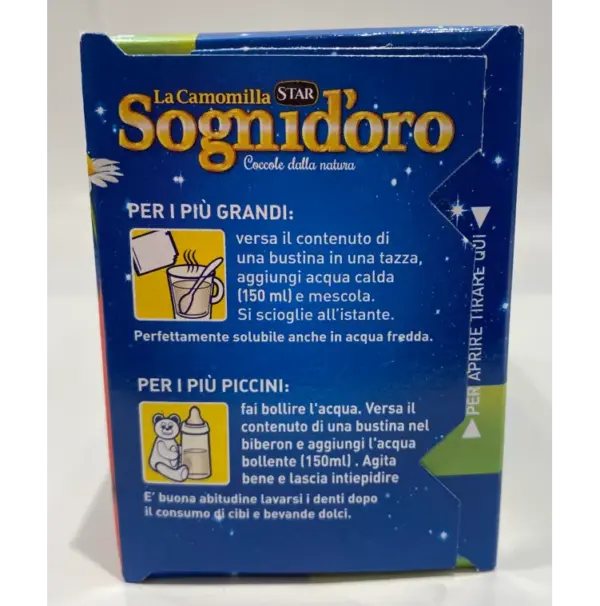 La Camomilla STAR
Sognid'oro
Coccole dalla natura
PER I PIÙ GRANDI:
versa il contenuto di
una bustina in una tazza,
aggiungi acqua calda
(150 ml) e mescola.
Si scioglie all'istante.
Perfettamente solubile anche in acqua fredda.
PER I PIÙ PICCINI:
fai bollire l'acqua. Versa il
contenuto di una bustina nel
biberon e aggiungi l'acqua
bollente (150ml) . Agita
bene e lascia intiepidire
E' buona abitudine lavarsi i denti dopo
il consumo di cibi e bevande dolci.
PER APRIRE TIRARE QUI